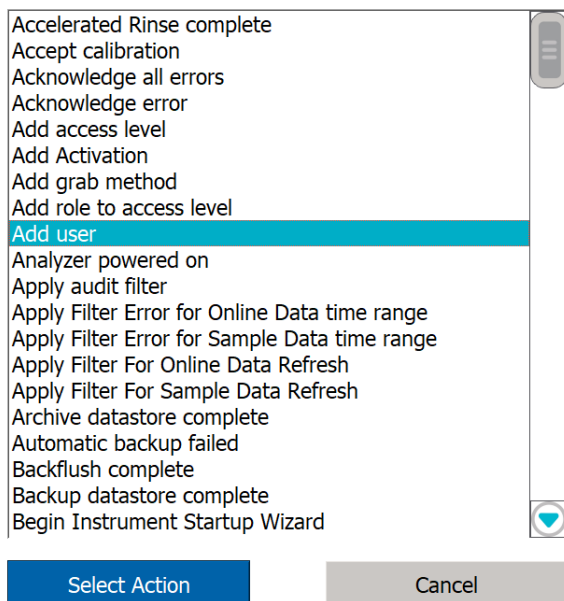 Accelerated Rinse complete
Accept calibration
Acknowledge all errors
Acknowledge error
Add access level
Add Activation
Add grab method
Add role to access level
Add user
Analyzer powered on
Apply audit filter
Apply Filter Error for Online Data time range
Apply Filter Error for Sample Data time range
Apply Filter For Online Data Refresh
Apply Filter For Sample Data Refresh
Archive datastore complete
Automatic backup failed
Backflush complete
Backup datastore complete
Begin Instrument Startup Wizard
Select Action Cancel